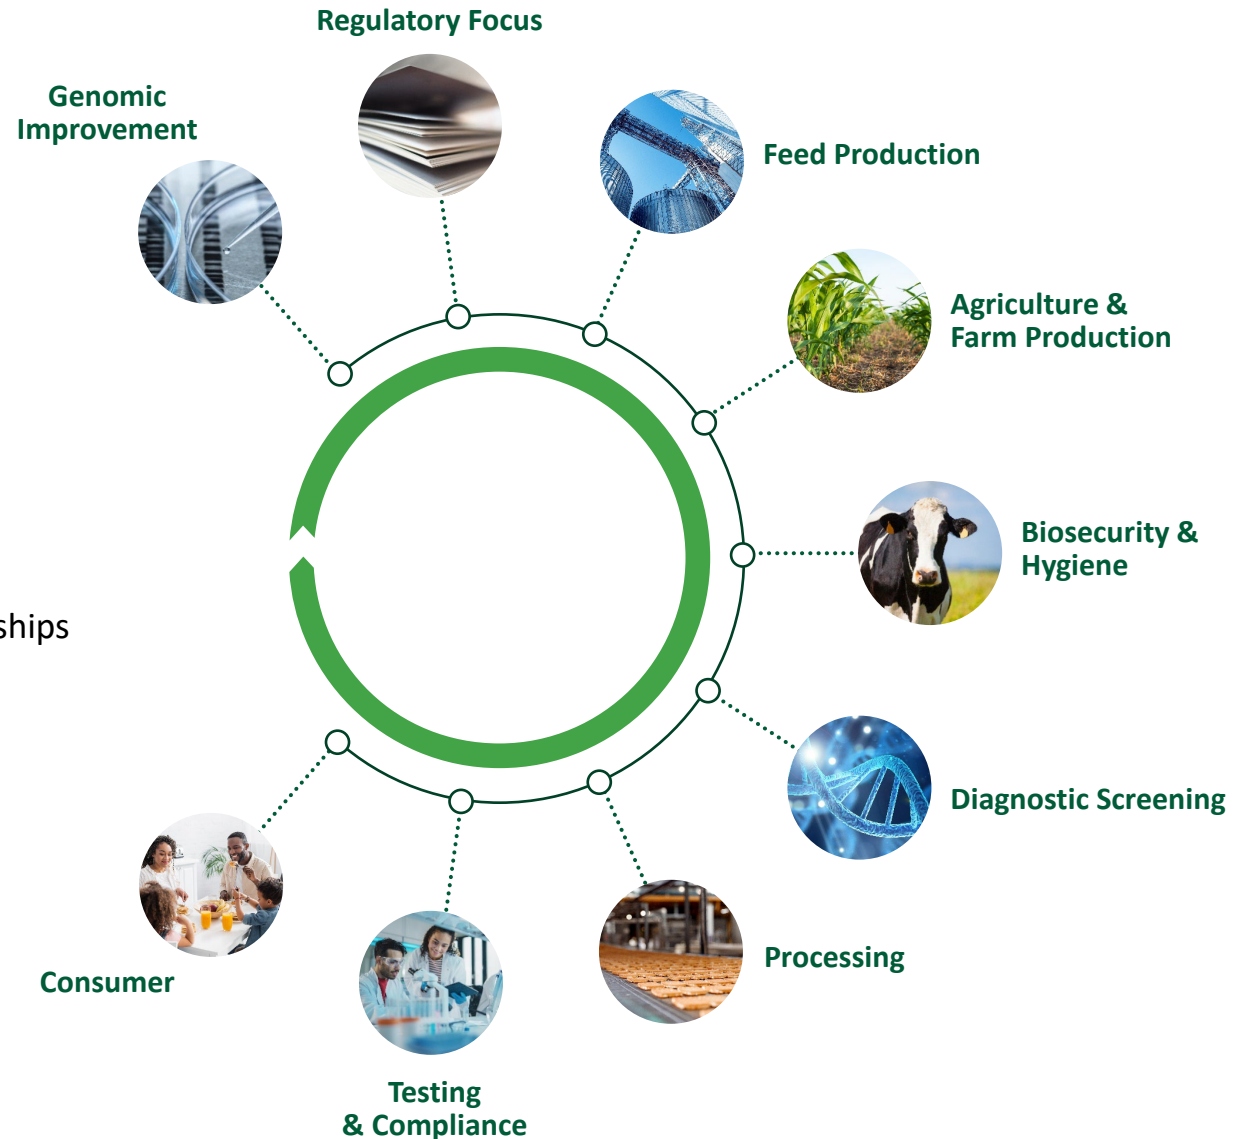 Regulatory Focus
Genomic
Improvement
Feed Production
Agriculture &
Farm Production
Biosecurity &
Hygiene
ships
Diagnostic Screening
Processing
Consumer
Testing
& Compliance